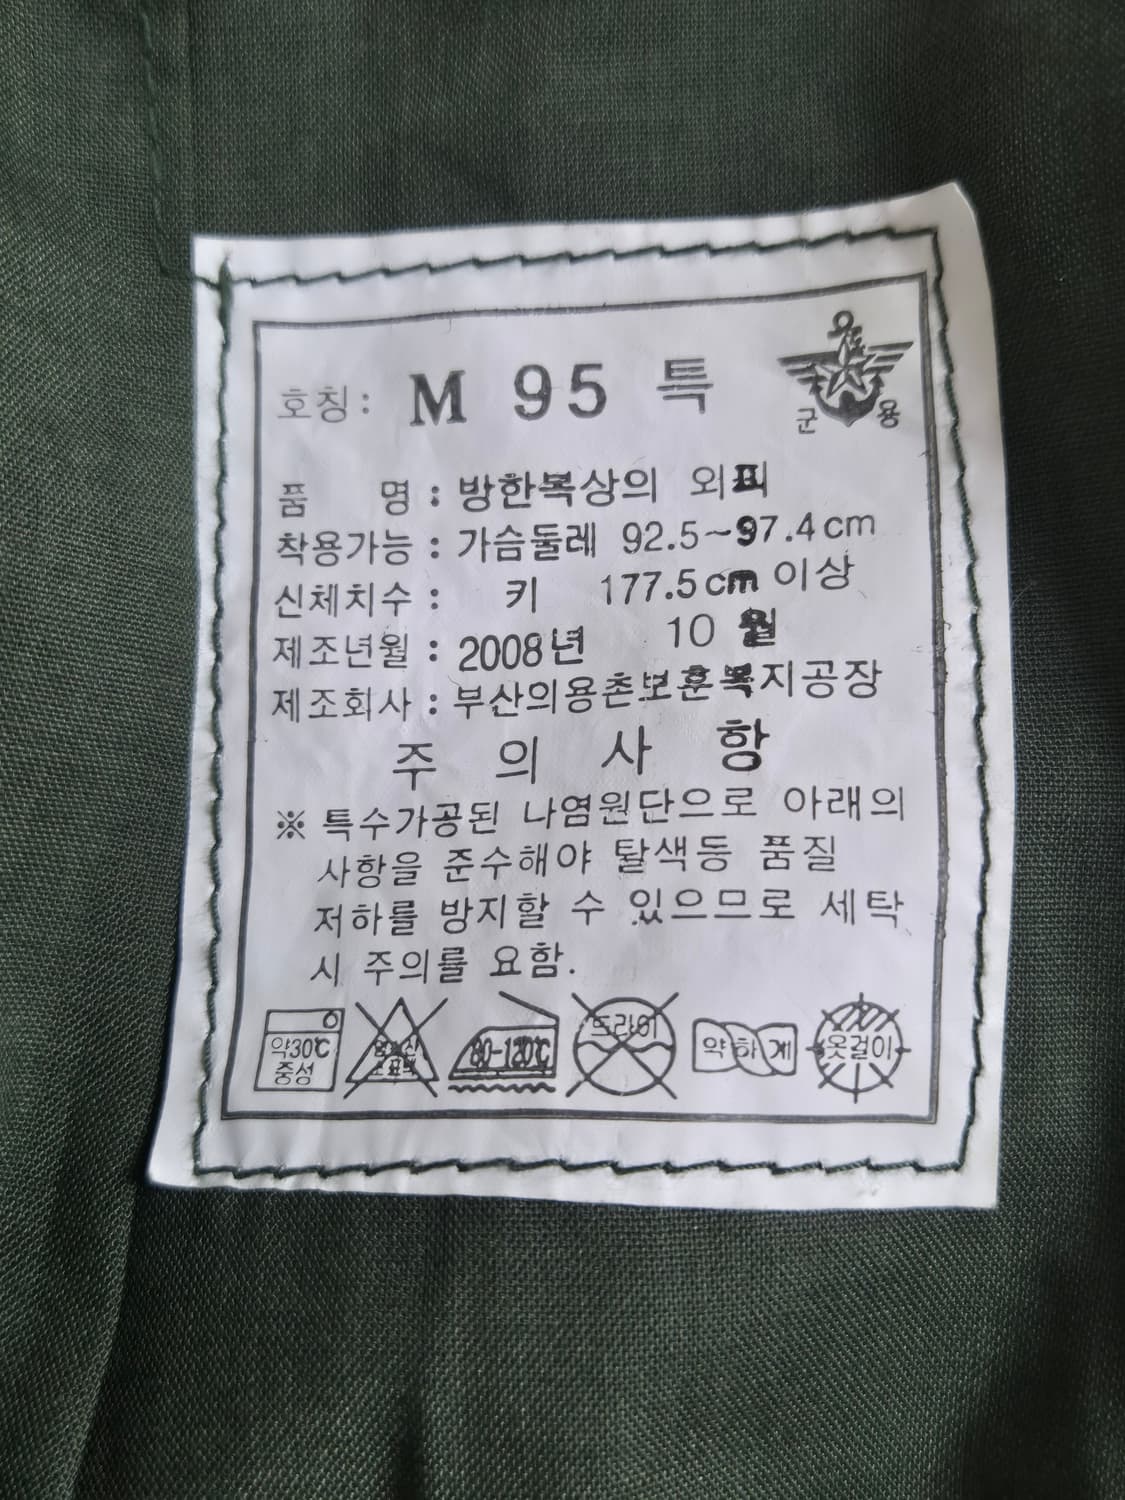 호칭: M 95 특
군 용
품 명 : 방한복상의 외피
착용가능 : 가슴둘레 92.5~97.4cm
신체치수 : 키 177.5cm 이상
제조년월 : 2008년 10 월
제조회사 : 부산의용촌보훈복지공장
주 의 사 항
※ 특수가공된 나염원단으로 아래의
사항을 준수해야 탈색등 품질
저하를 방지할 수 있으므로 세탁
시 주의를 요함.
약30℃
중성
80-120℃
드라이
약하게
옷걸이